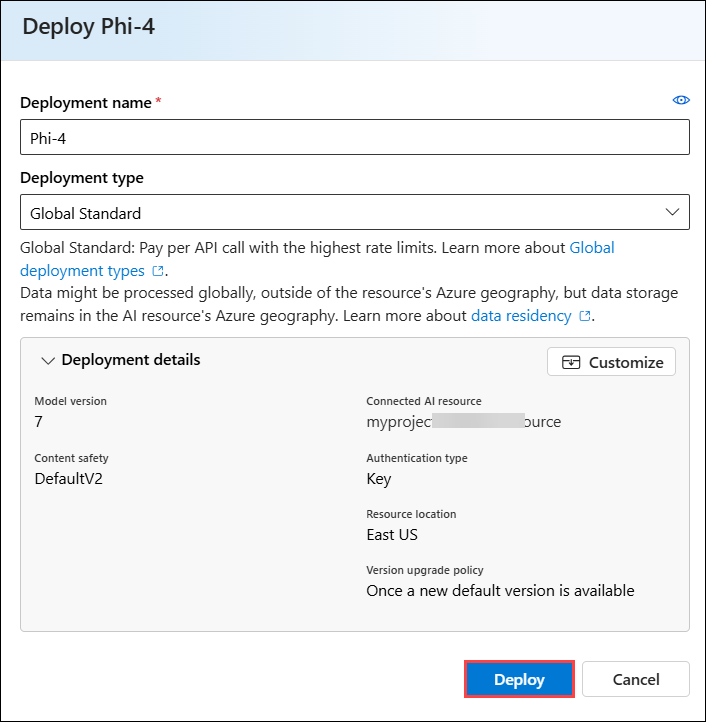 Deploy Phi-4
Deployment name *
Phi-4
Deployment type
Global Standard
Global Standard: Pay per API call with the highest rate limits. Learn more about Global
deployment types .
Data might be processed globally, outside of the resource's Azure geography, but data storage
remains in the AI resource's Azure geography. Learn more about data residency .
Deployment details
Customize
Model version
7
Connected AI resource
myprojec ource
Content safety
DefaultV2
Authentication type
Key
Resource location
East US
Version upgrade policy
Once a new default version is available
Deploy
Cancel